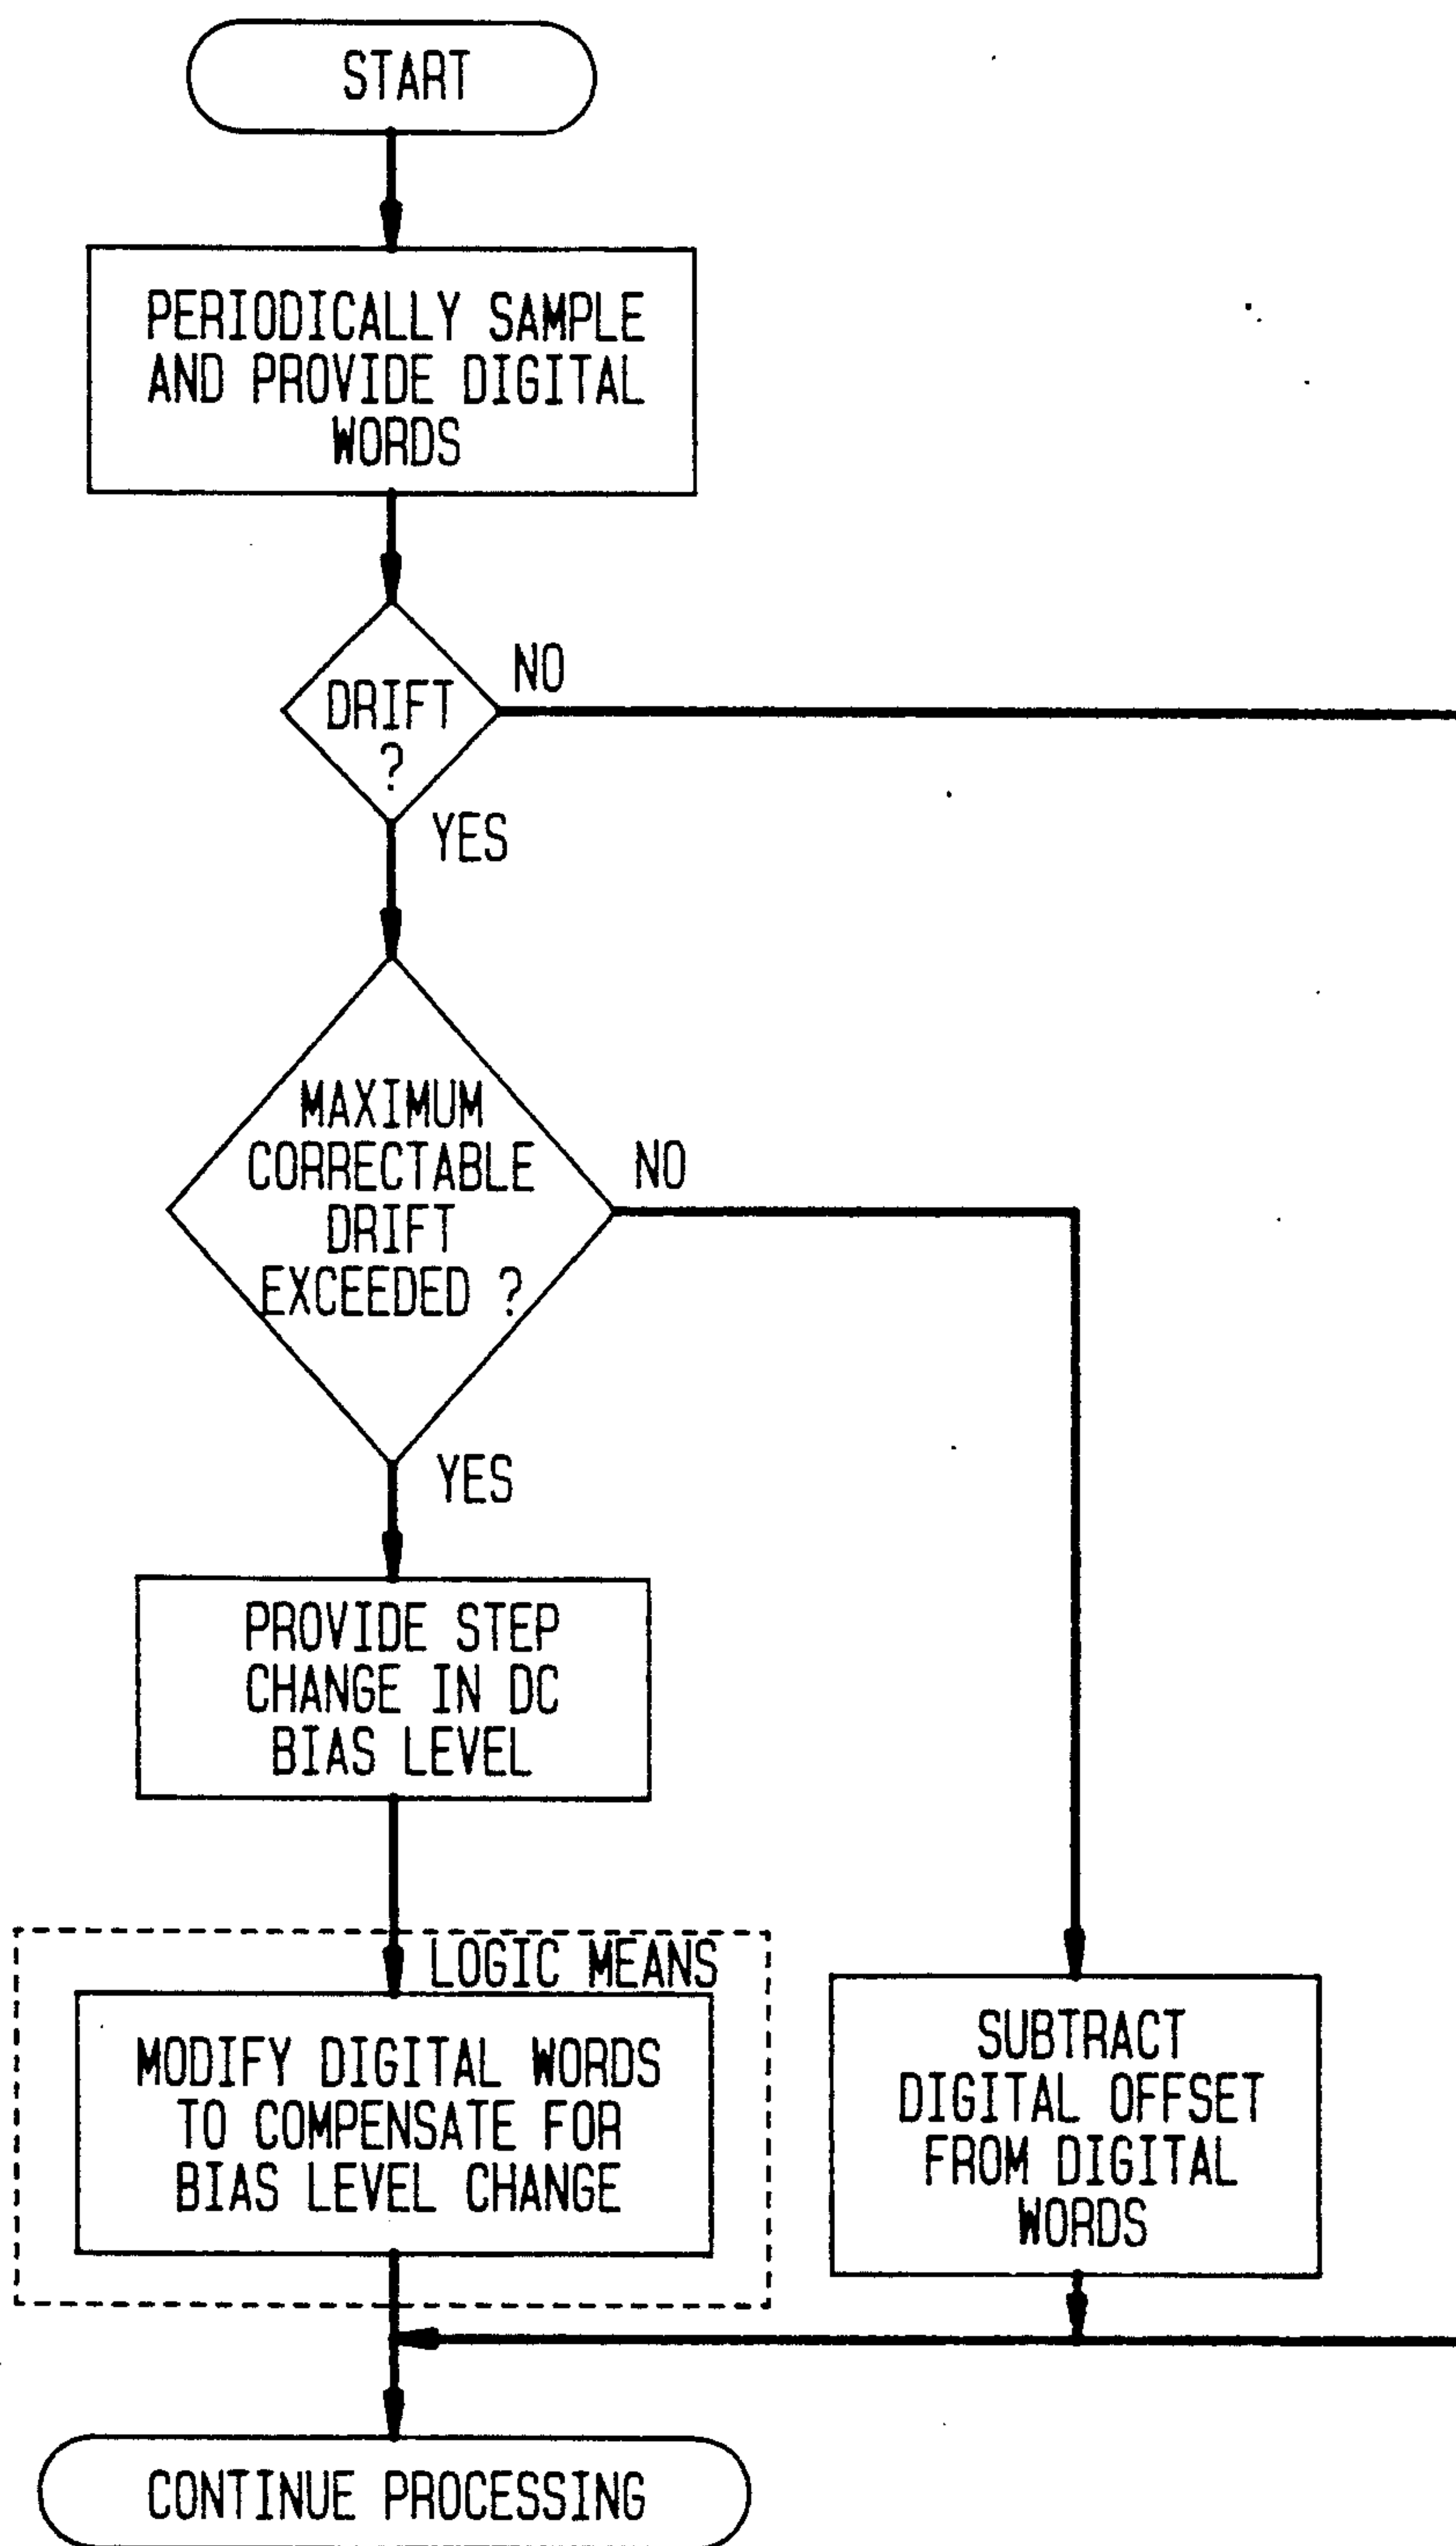 START
PERIODICALLY SAMPLE
AND PROVIDE DIGITAL
WORDS
DRIFT
?
NO
YES
MAXIMUM
CORRECTABLE
DRIFT
EXCEEDED ?
NO
YES
PROVIDE STEP
CHANGE IN DC
BIAS LEVEL
LOGIC MEANS
MODIFY DIGITAL WORDS
TO COMPENSATE FOR
BIAS LEVEL CHANGE
SUBTRACT
DIGITAL OFFSET
FROM DIGITAL
WORDS
CONTINUE PROCESSING